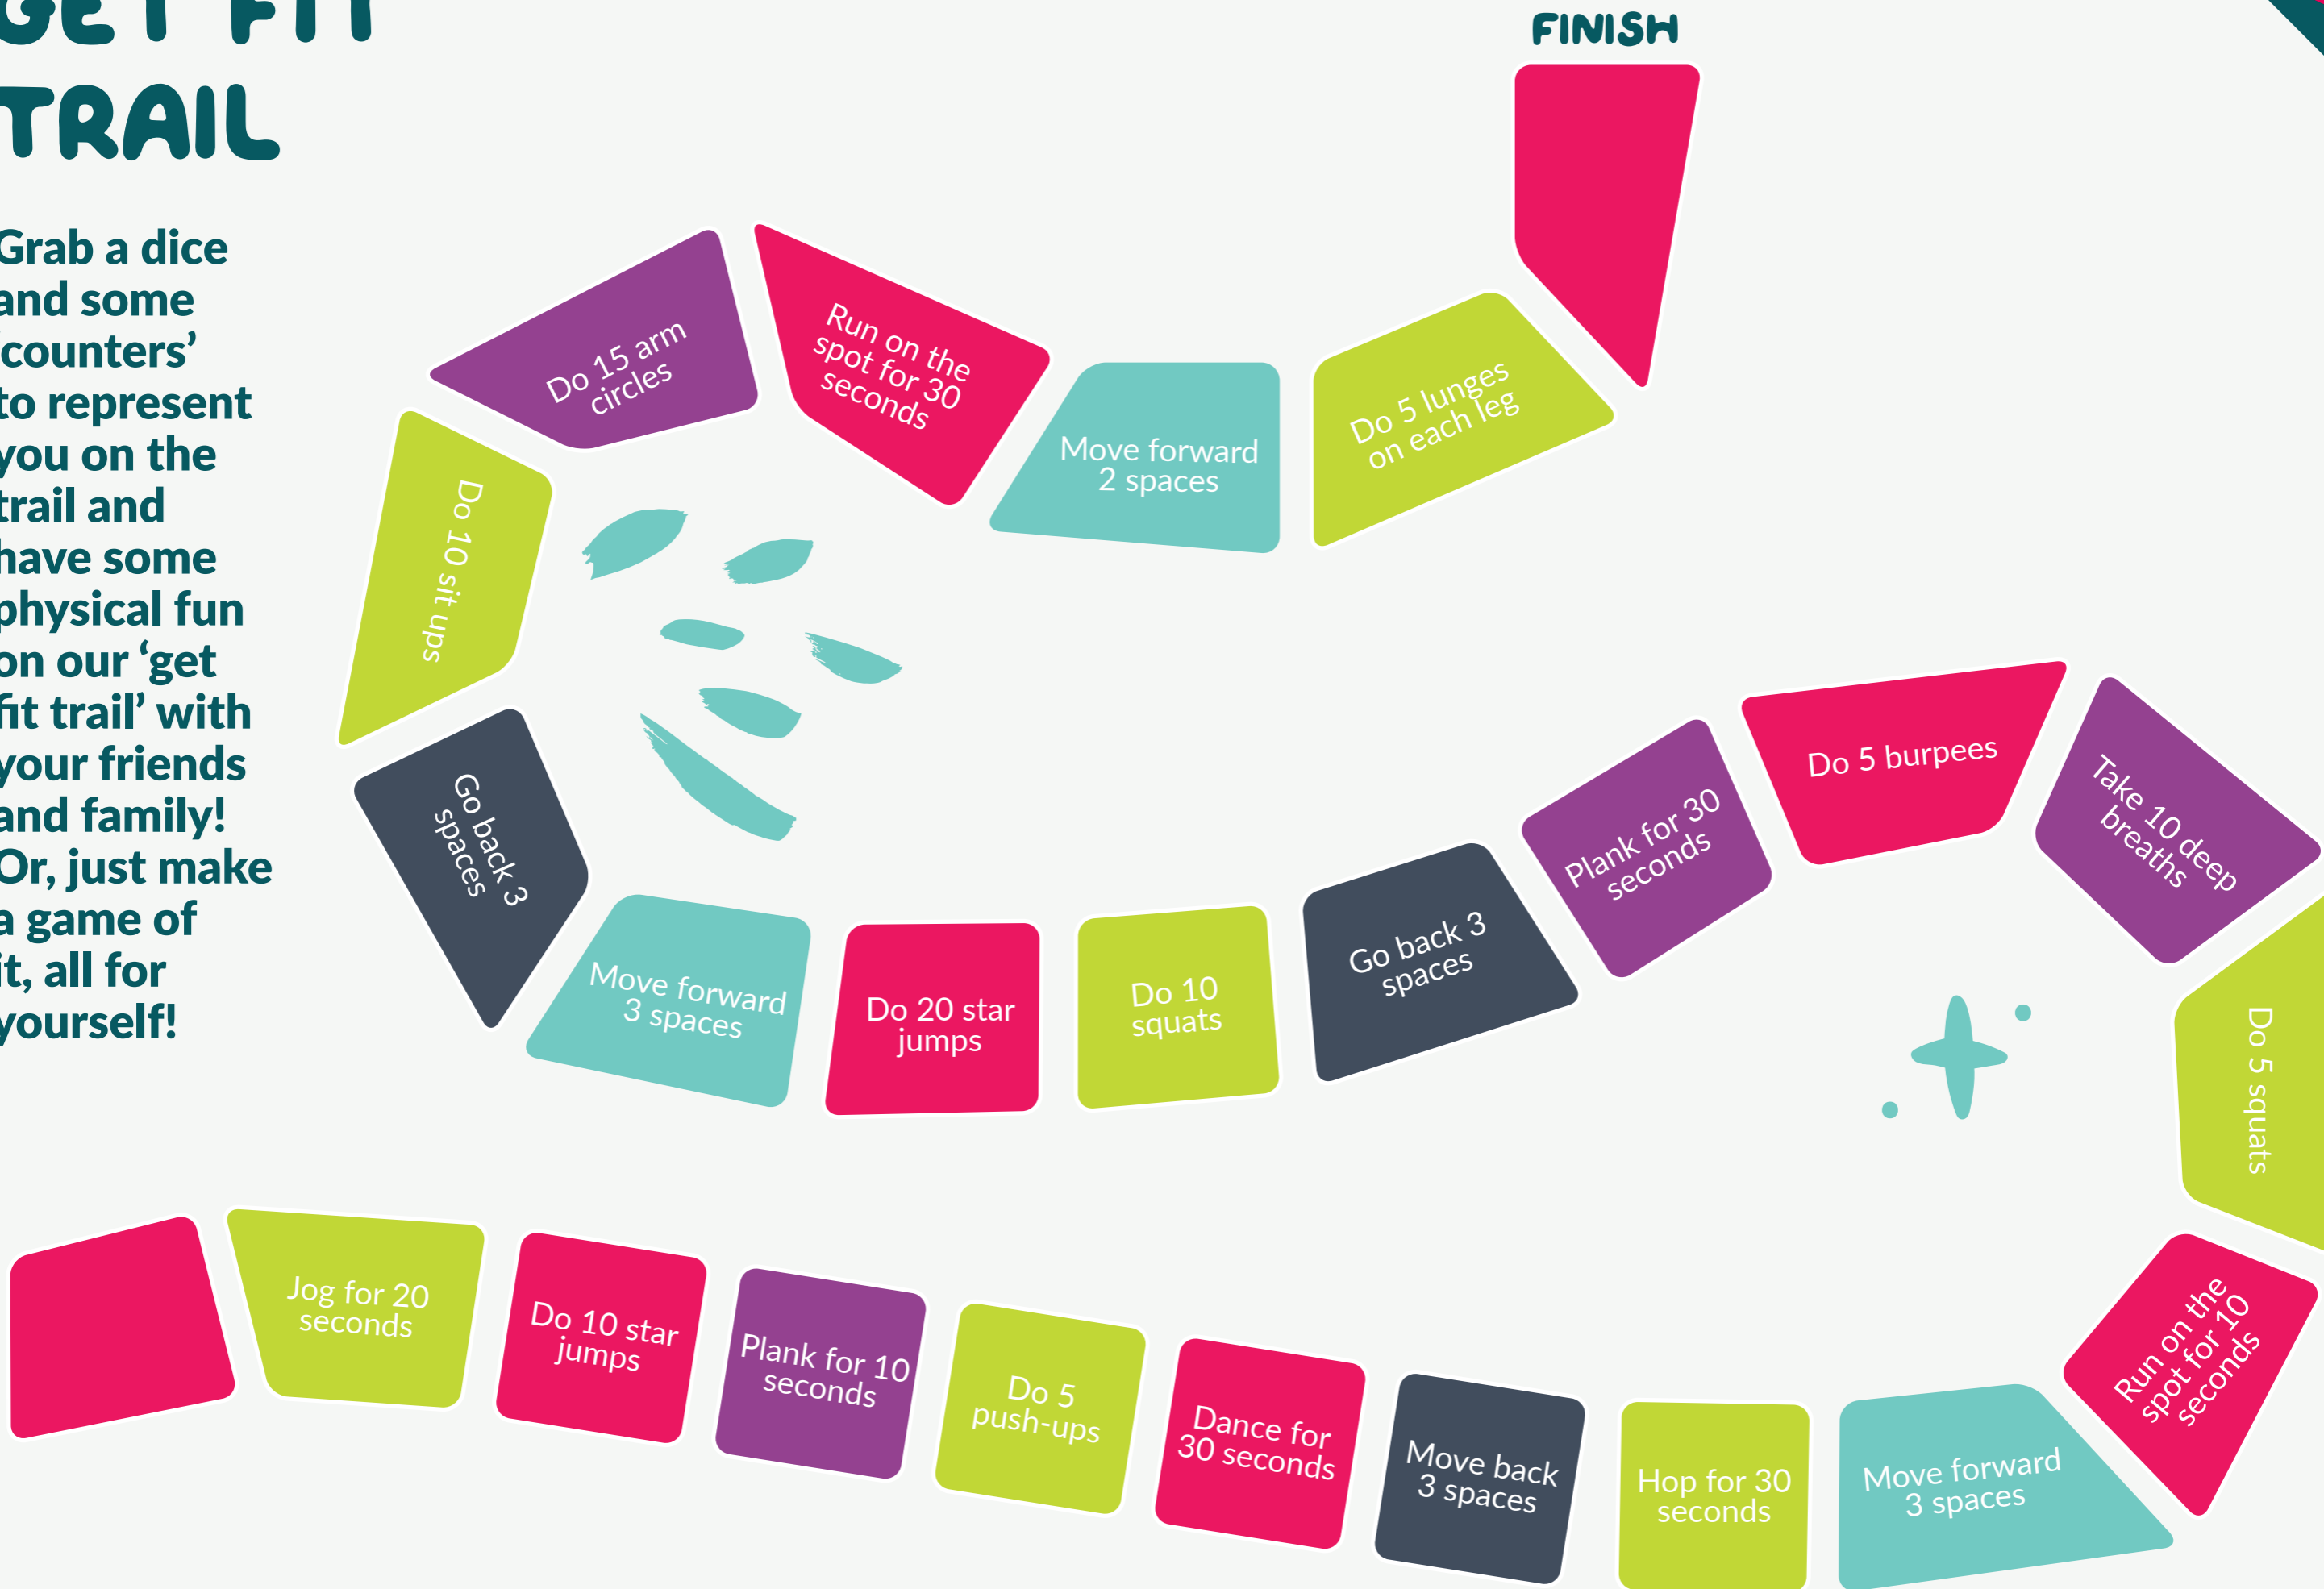 GET FIT
TRAIL
Grab a dice
and some
‘counters’
to represent
you on the
trail and
have some
physical fun
on our ‘get
fit trail’ with
your friends
and family!
Or, just make
a game of
it, all for
yourself!
FINISH
Do 5 lunges
on each leg
Move forward
2 spaces
Run on the
spot for 30
seconds
Do 15 arm
circles
Do 10 sit ups
Go back 3
spaces
Move forward
3 spaces
Do 20 star
jumps
Do 10
squats
Go back 3
spaces
Plank for 30
seconds
Do 5 burpees
Take 10 deep
breaths
Do 5 squats
Run on the
spot for 10
seconds
Move forward
3 spaces
Hop for 30
seconds
Move back
3 spaces
Dance for
30 seconds
Do 5
push-ups
Plank for 10
seconds
Do 10 star
jumps
Jog for 20
seconds